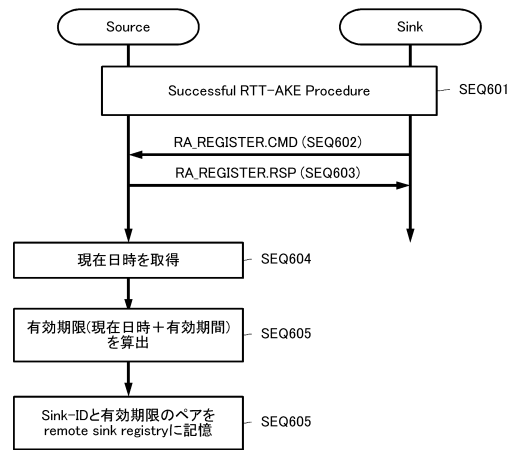 Source
Sink
Successful RTT-AKE Procedure
SEQ601
RA_REGISTER.CMD (SEQ602)
RA_REGISTER.RSP (SEQ603)
現在日時を取得
SEQ604
有効期限(現在日時+有効期間)
を算出
SEQ605
Sink-IDと有効期限のペアを
remote sink registryに記憶
SEQ605